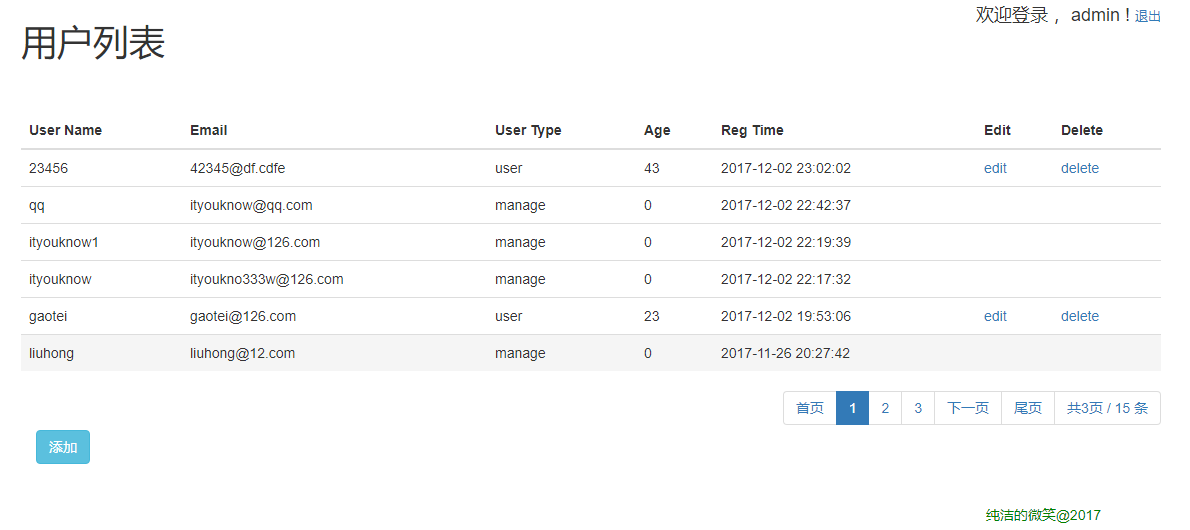 欢迎登录，admin ! 退出
用户列表
User Name Email User Type Age Reg Time Edit Delete
23456 42345@df.cdfe user 43 2017-12-02 23:02:02 edit delete
qq ityouknow@qq.com manage 0 2017-12-02 22:42:37
ityouknow1 ityouknow@126.com manage 0 2017-12-02 22:19:39
ityouknow ityoukno333w@126.com manage 0 2017-12-02 22:17:32
gaotei gaotei@126.com user 23 2017-12-02 19:53:06 edit delete
liuhong liuhong@12.com manage 0 2017-11-26 20:27:42
首页 1 2 3 下一页 尾页 共3页 / 15 条
添加
纯洁的微笑@2017